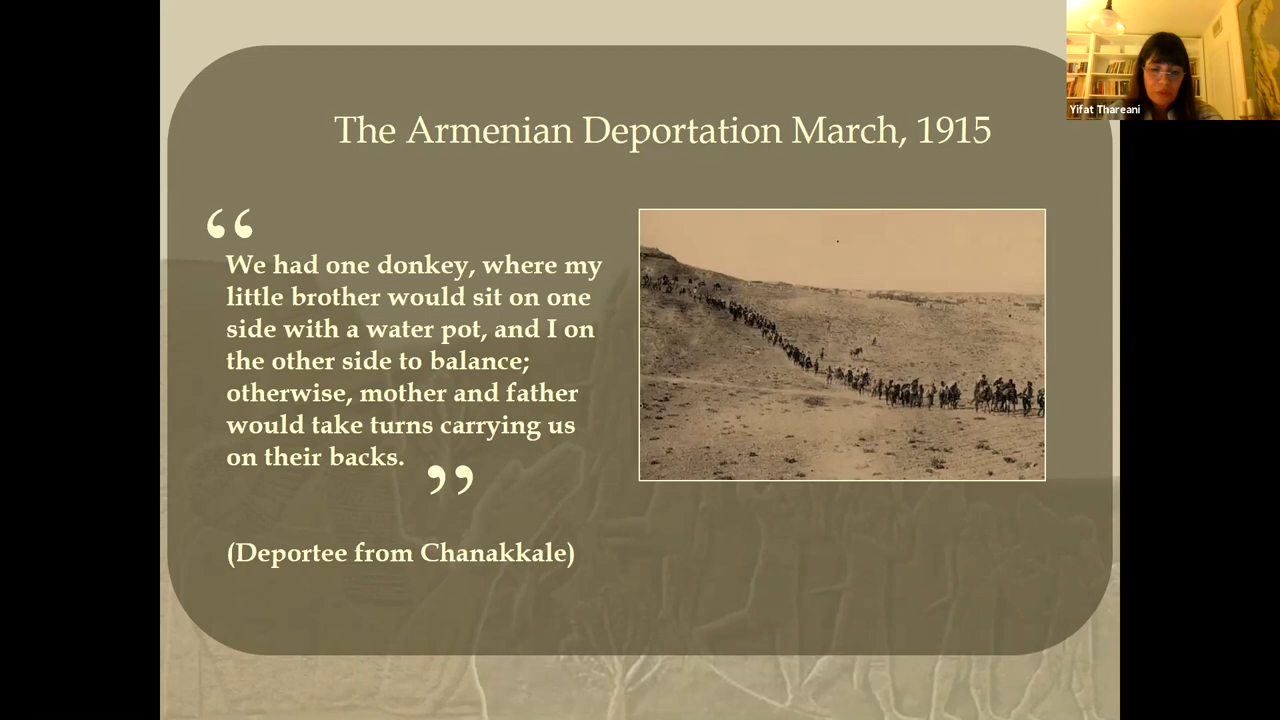 The Armenian Deportation March, 1915
Yifat Thareani
“
We had one donkey, where my
little brother would sit on one
side with a water pot, and I on
the other side to balance;
otherwise, mother and father
would take turns carrying us
on their backs.
”
(Deportee from Chanakkale)